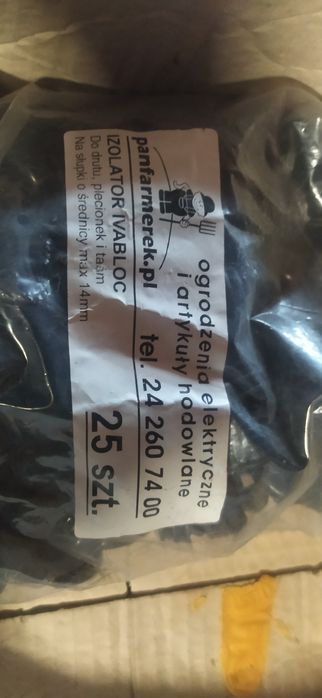 ogrodzenia elektryczne
i artykuły hodowlane
panfarmerek.pl tel. 24 260 74 00
IZOLATOR IVABLOC
Do drutu, plecionek i taśm
Na słupki o średnicy max 14mm
25 szt.